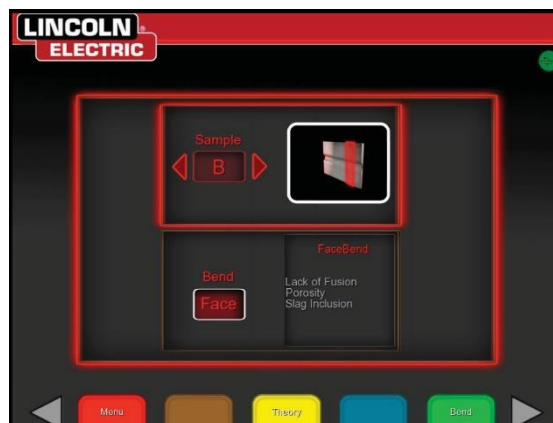 LINCOLN®
ELECTRIC
Sample
B
Bend
Face
FaceBend
Lack of Fusion
Porosity
Slag Inclusion
Menu
Theory
Bend